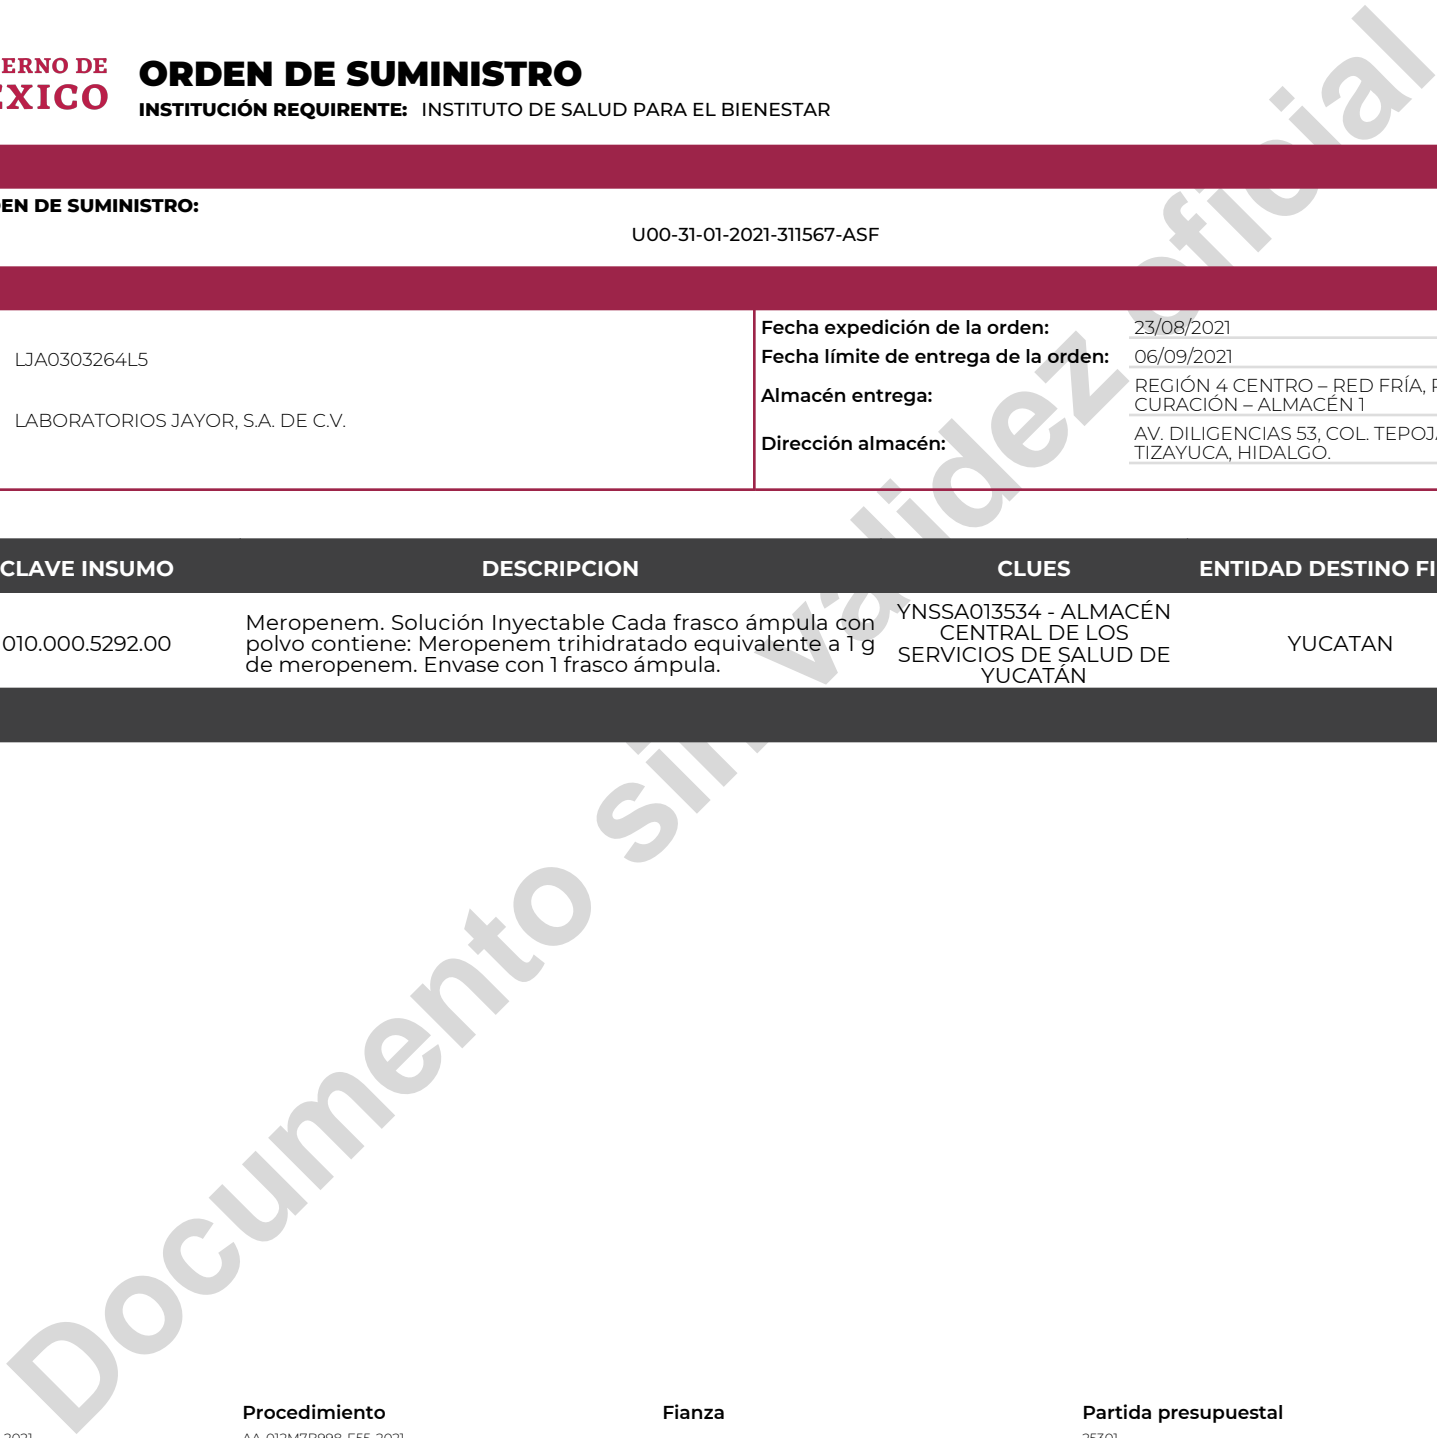 ERNO DE
ORDEN DE SUMINISTRO
INSTITUCIÓN REQUIRENTE: INSTITUTO DE SALUD PARA EL BIENESTAR
EN DE SUMINISTRO:
U00-31-01-2021-311567-ASF
LJA0303264L5
LABORATORIOS JAYOR, S.A. DE C.V.
Fecha expedición de la orden: 23/08/2021
Fecha límite de entrega de la orden: 06/09/2021
Almacén entrega: REGIÓN 4 CENTRO – RED FRÍA,
CURACIÓN – ALMACÉN 1
Dirección almacén: AV. DILIGENCIAS 53, COL. TEPOJ
TIZAYUCA, HIDALGO.
CLAVE INSUMO DESCRIPCION CLUES ENTIDAD DESTINO FI
010.000.5292.00
Meropenem. Solución Inyectable Cada frasco ámpula con
polvo contiene: Meropenem trihidratado equivalente a 1 g
de meropenem. Envase con 1 frasco ámpula.
YNSSA013534 - ALMACÉN
CENTRAL DE LOS
SERVICIOS DE SALUD DE
YUCATÁN
YUCATAN
Documento sin validez oficial
Procedimiento Fianza Partida presupuestal